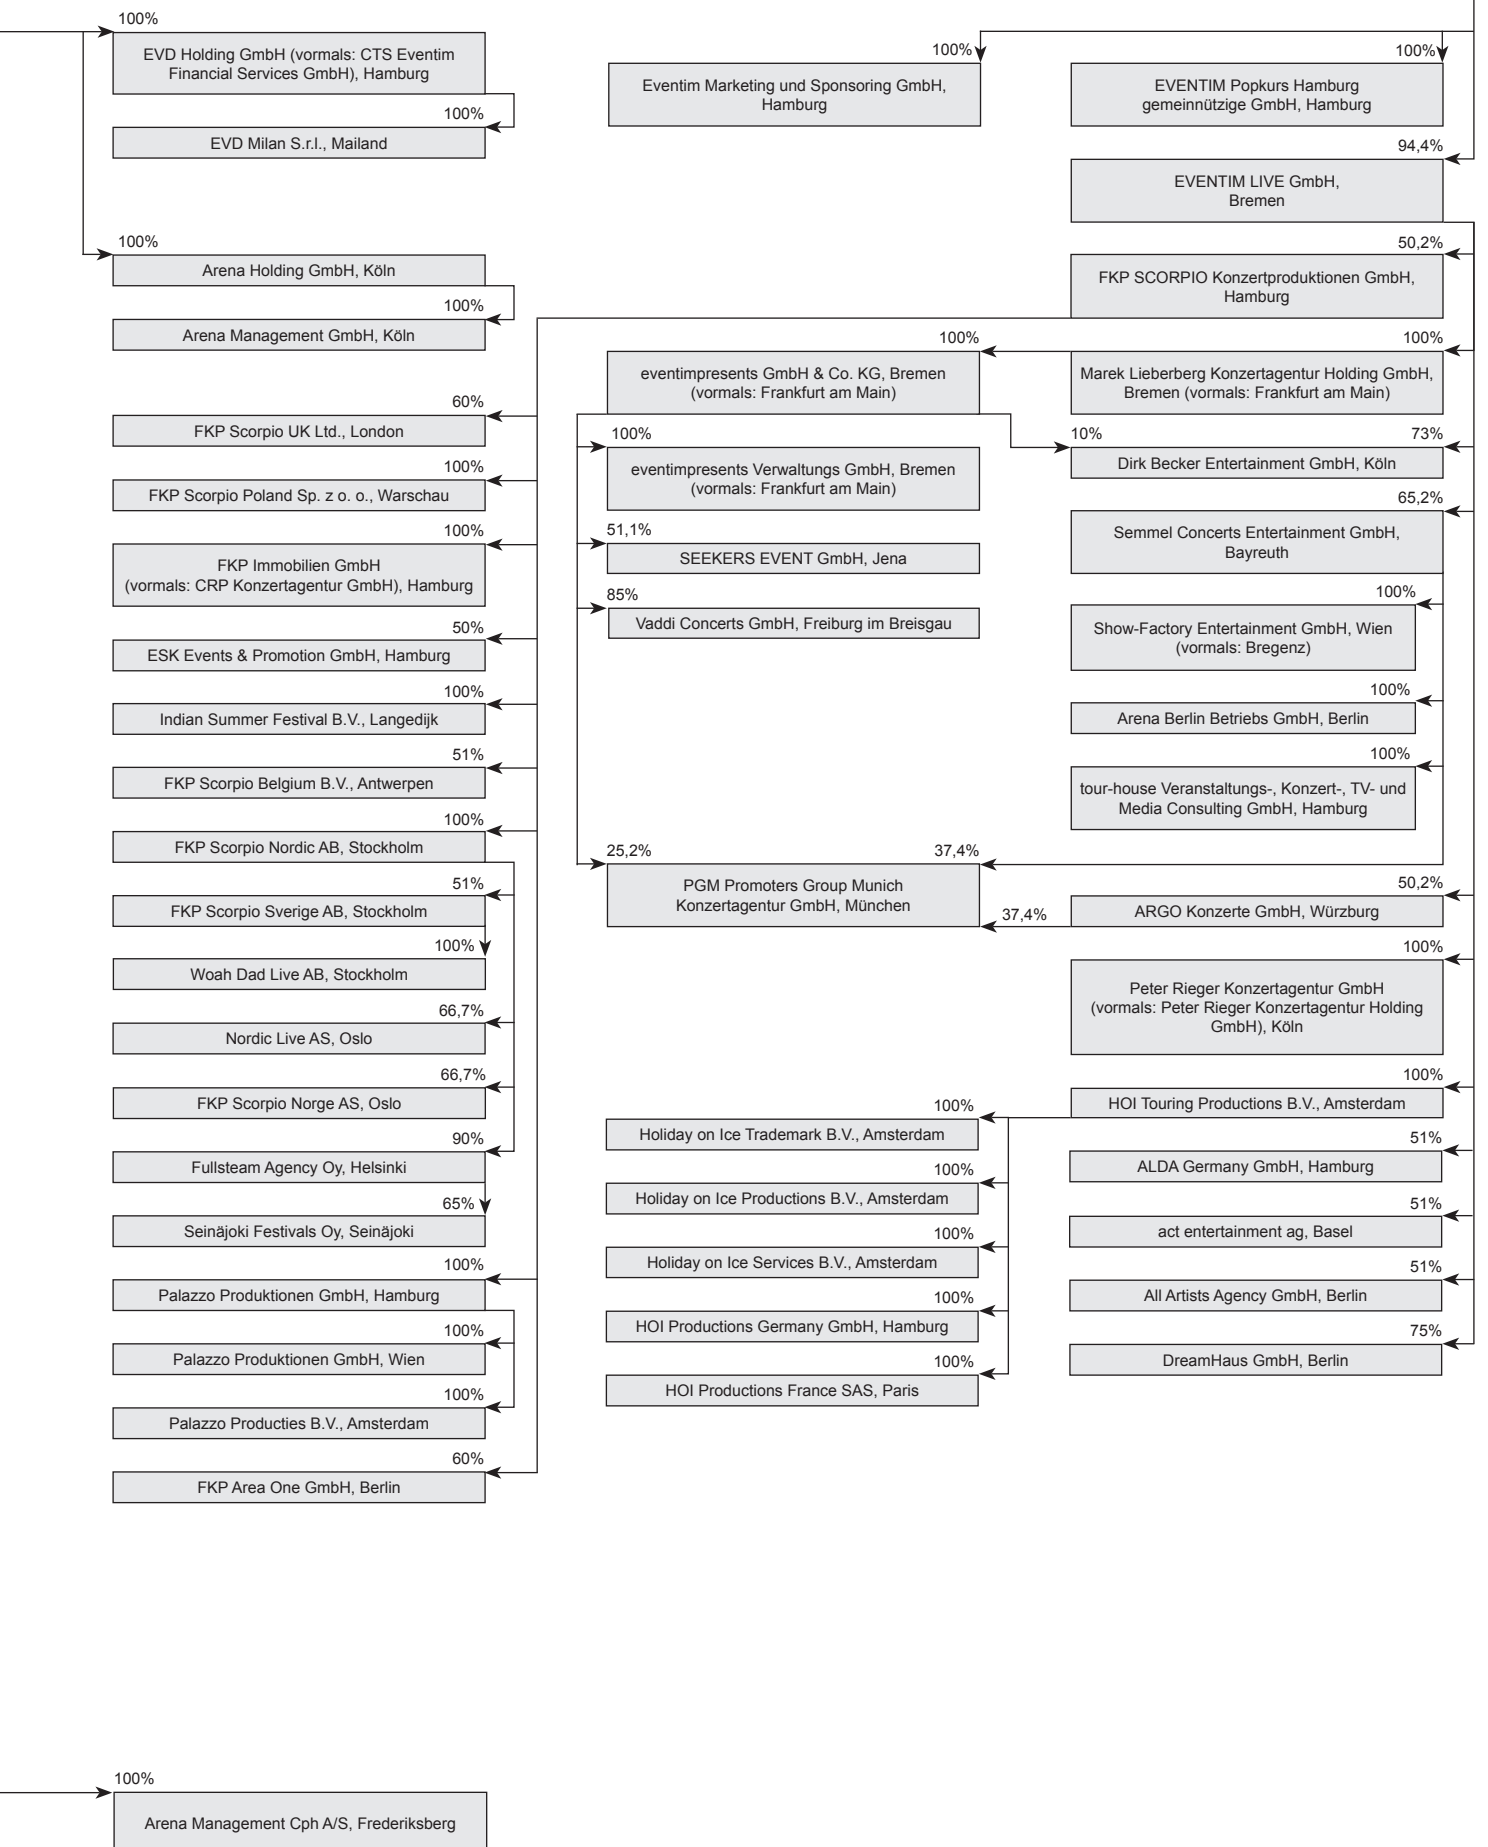 100%
EVD Holding GmbH (vormals: CTS Eventim
Financial Services GmbH), Hamburg
100%
EVD Milan S.r.l., Mailand
100%
Arena Holding GmbH, Köln
100%
Arena Management GmbH, Köln
60%
FKP Scorpio UK Ltd., London
100%
FKP Scorpio Poland Sp. z o. o., Warschau
100%
FKP Immobilien GmbH
(vormals: CRP Konzertagentur GmbH), Hamburg
50%
ESK Events & Promotion GmbH, Hamburg
100%
Indian Summer Festival B.V., Langedijk
51%
FKP Scorpio Belgium B.V., Antwerpen
100%
FKP Scorpio Nordic AB, Stockholm
51%
FKP Scorpio Sverige AB, Stockholm
100%
Woah Dad Live AB, Stockholm
66,7%
Nordic Live AS, Oslo
66,7%
FKP Scorpio Norge AS, Oslo
90%
Fullsteam Agency Oy, Helsinki
65%
Seinäjoki Festivals Oy, Seinäjoki
100%
Palazzo Produktionen GmbH, Hamburg
100%
Palazzo Produktionen GmbH, Wien
100%
Palazzo Producties B.V., Amsterdam
60%
FKP Area One GmbH, Berlin
100%
Arena Management Cph A/S, Frederiksberg
100%
Eventim Marketing und Sponsoring GmbH,
Hamburg
100%
eventimpresents GmbH & Co. KG, Bremen
(vormals: Frankfurt am Main)
100%
eventimpresents Verwaltungs GmbH, Bremen
(vormals: Frankfurt am Main)
51,1%
SEEKERS EVENT GmbH, Jena
85%
Vaddi Concerts GmbH, Freiburg im Breisgau
25,2% 37,4%
PGM Promoters Group Munich
Konzertagentur GmbH, München
37,4%
100%
Holiday on Ice Trademark B.V., Amsterdam
100%
Holiday on Ice Productions B.V., Amsterdam
100%
Holiday on Ice Services B.V., Amsterdam
100%
HOI Productions Germany GmbH, Hamburg
100%
HOI Productions France SAS, Paris
100%
EVENTIM Popkurs Hamburg
gemeinnützige GmbH, Hamburg
94,4%
EVENTIM LIVE GmbH,
Bremen
50,2%
FKP SCORPIO Konzertproduktionen GmbH,
Hamburg
100%
Marek Lieberberg Konzertagentur Holding GmbH,
Bremen (vormals: Frankfurt am Main)
10% 73%
Dirk Becker Entertainment GmbH, Köln
65,2%
Semmel Concerts Entertainment GmbH,
Bayreuth
100%
Show-Factory Entertainment GmbH, Wien
(vormals: Bregenz)
100%
Arena Berlin Betriebs GmbH, Berlin
100%
tour-house Veranstaltungs-, Konzert-, TV- und
Media Consulting GmbH, Hamburg
50,2%
ARGO Konzerte GmbH, Würzburg
100%
Peter Rieger Konzertagentur GmbH
(vormals: Peter Rieger Konzertagentur Holding
GmbH), Köln
100%
HOI Touring Productions B.V., Amsterdam
51%
ALDA Germany GmbH, Hamburg
51%
act entertainment ag, Basel
51%
All Artists Agency GmbH, Berlin
75%
DreamHaus GmbH, Berlin